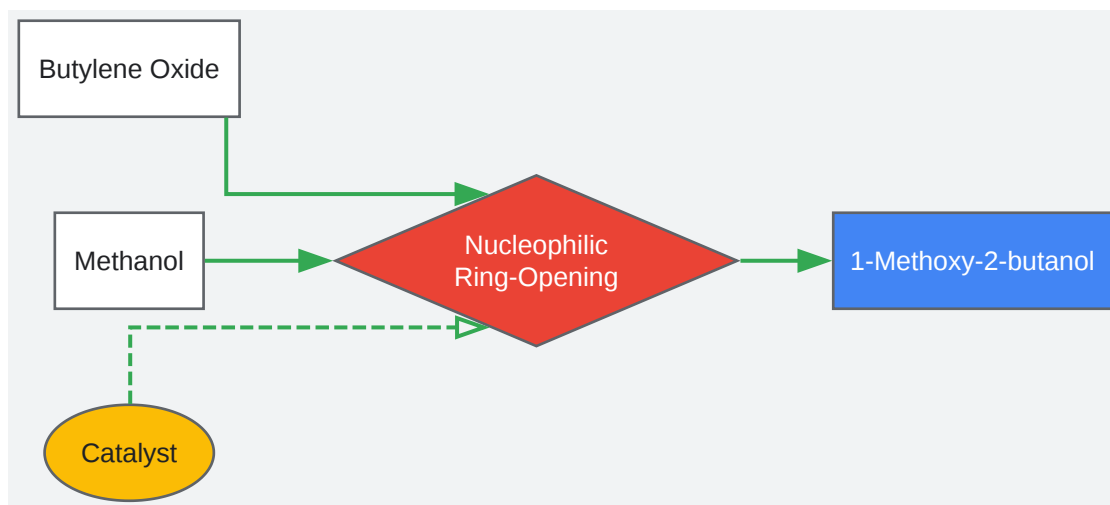 Butylene Oxide
Methanol
Nucleophilic
Ring-Opening
1-Methoxy-2-butanol
Catalyst